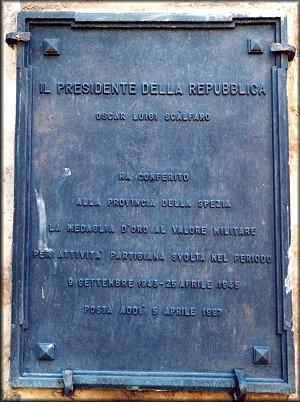 IL PRESIDENTE DELLA REPUBBLICA
OSCAR LUIGI SCALFARO
HA CONFERITO
ALLA PROVINCIA DELLA SPEZIA
LA MEDAGLIA D'ORO AL VALORE MILITARE
PER ATTIVITA' PARTIGIANA SVOLTA NEL PERIODO
9 SETTEMBRE 1943-25 APRILE 1945
POSTA ADDI' 5 APRILE 1997